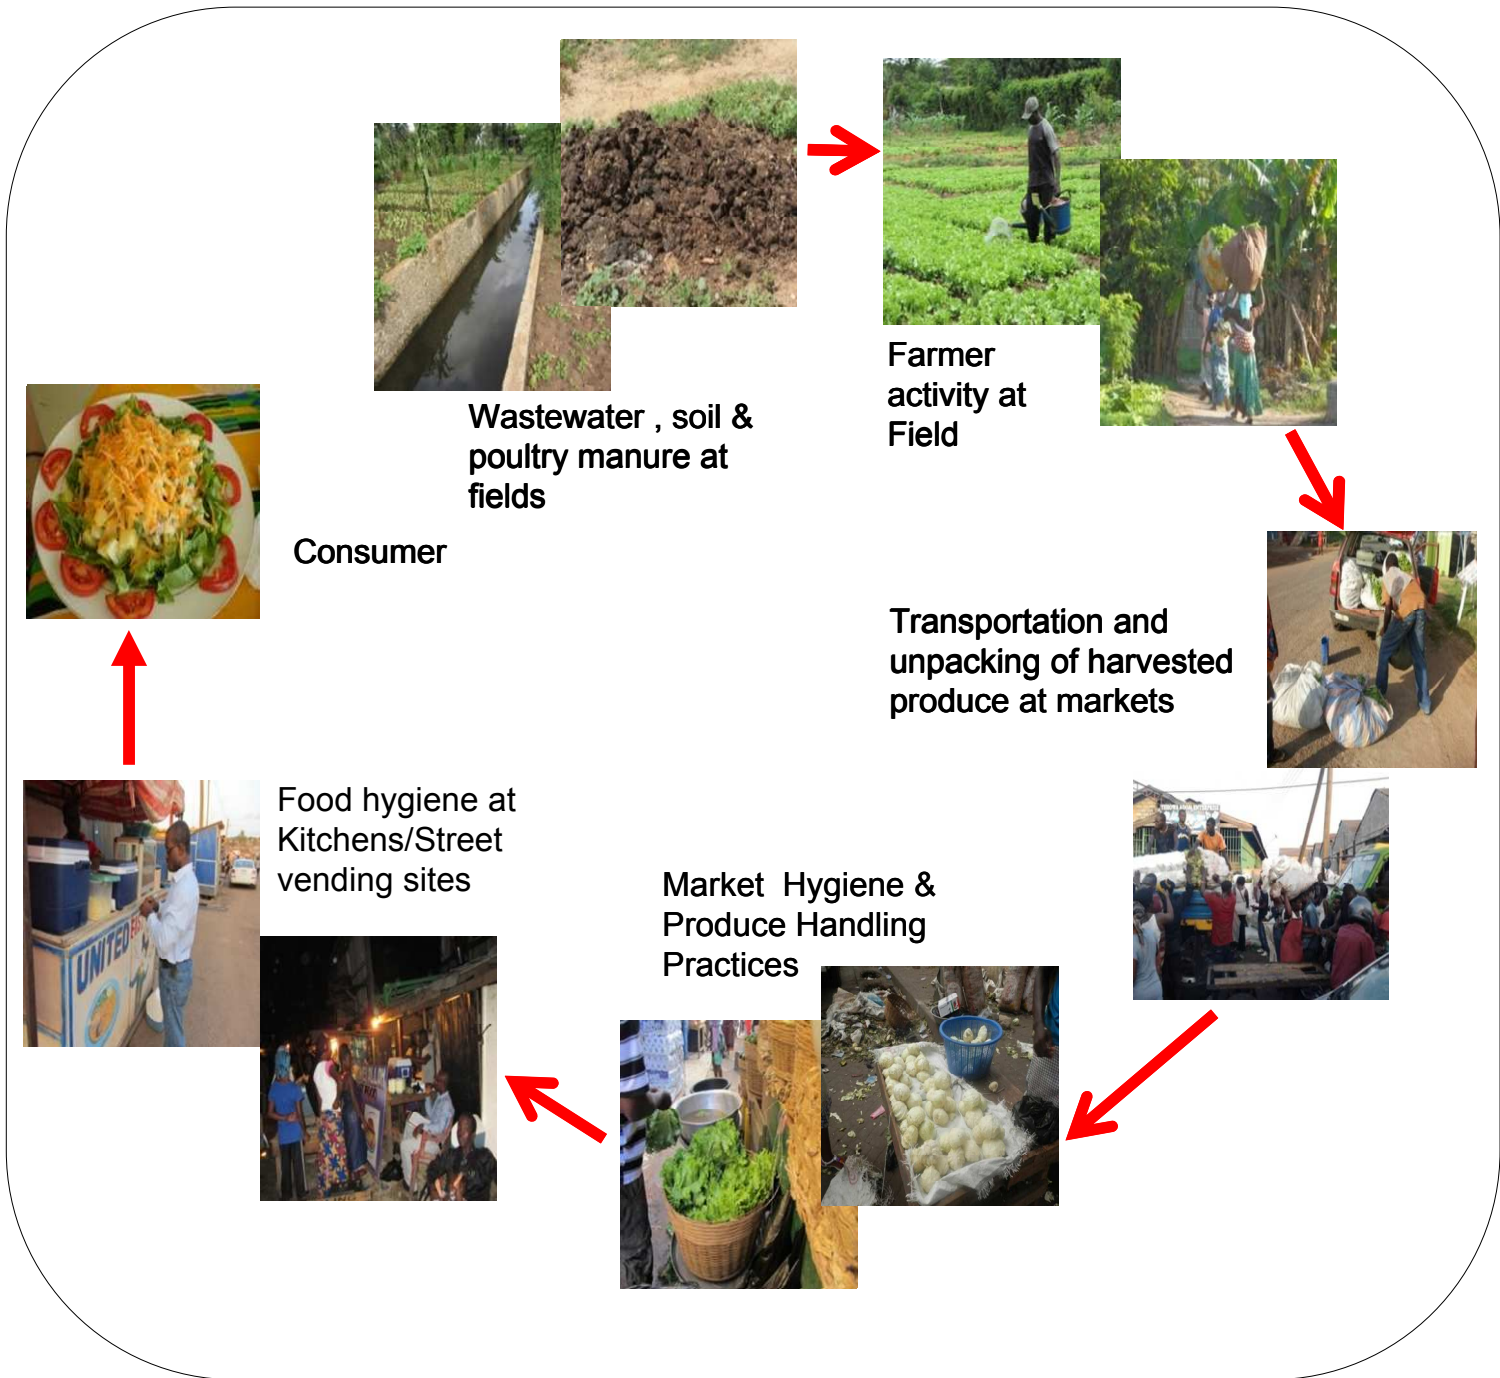 Wastewater , soil &
poultry manure at
fields
Farmer
activity at
Field
Transportation and
unpacking of harvested
produce at markets
Market Hygiene &
Produce Handling
Practices
Food hygiene at
Kitchens/Street
vending sites
UNITED
Consumer